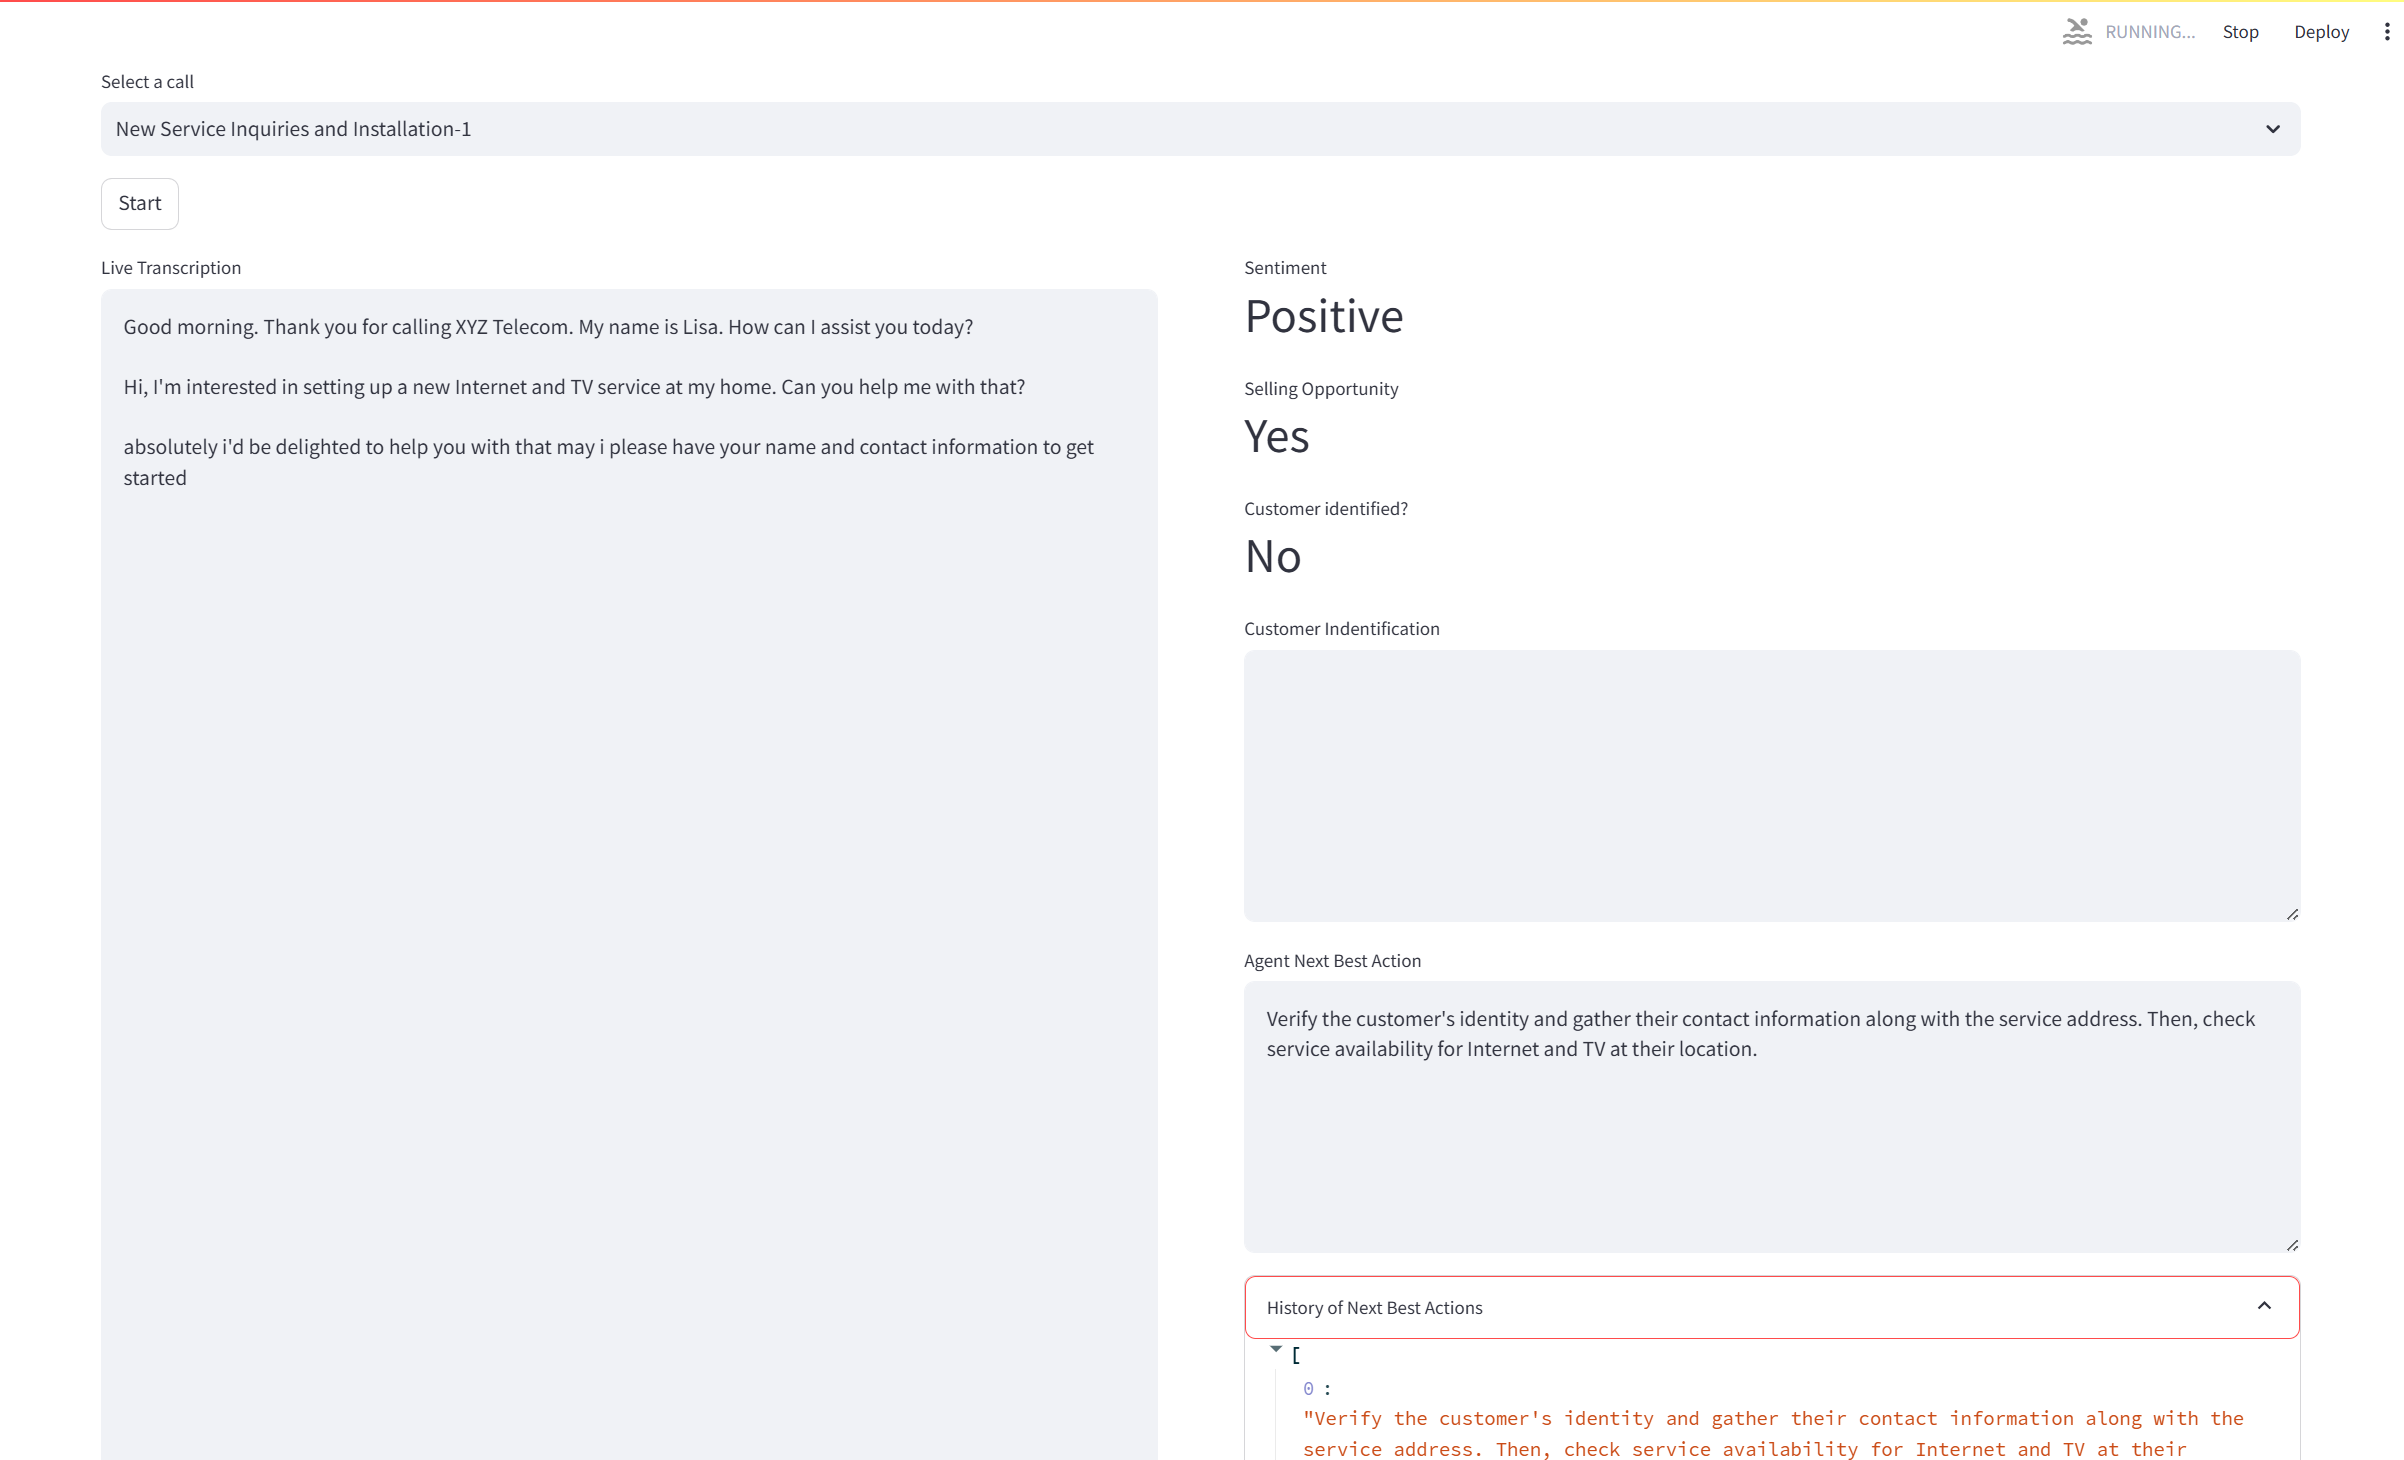 RUNNING... Stop Deploy
Select a call
New Service Inquiries and Installation-1
Start
Live Transcription
Good morning. Thank you for calling XYZ Telecom. My name is Lisa. How can I assist you today?
Hi, I'm interested in setting up a new Internet and TV service at my home. Can you help me with that?
absolutely i'd be delighted to help you with that may i please have your name and contact information to get
started
Sentiment
Positive
Selling Opportunity
Yes
Customer identified?
No
Customer Indentification
Agent Next Best Action
Verify the customer's identity and gather their contact information along with the service address. Then, check
service availability for Internet and TV at their location.
History of Next Best Actions
[
0 :
"Verify the customer's identity and gather their contact information along with the
service address. Then, check service availability for Internet and TV at their